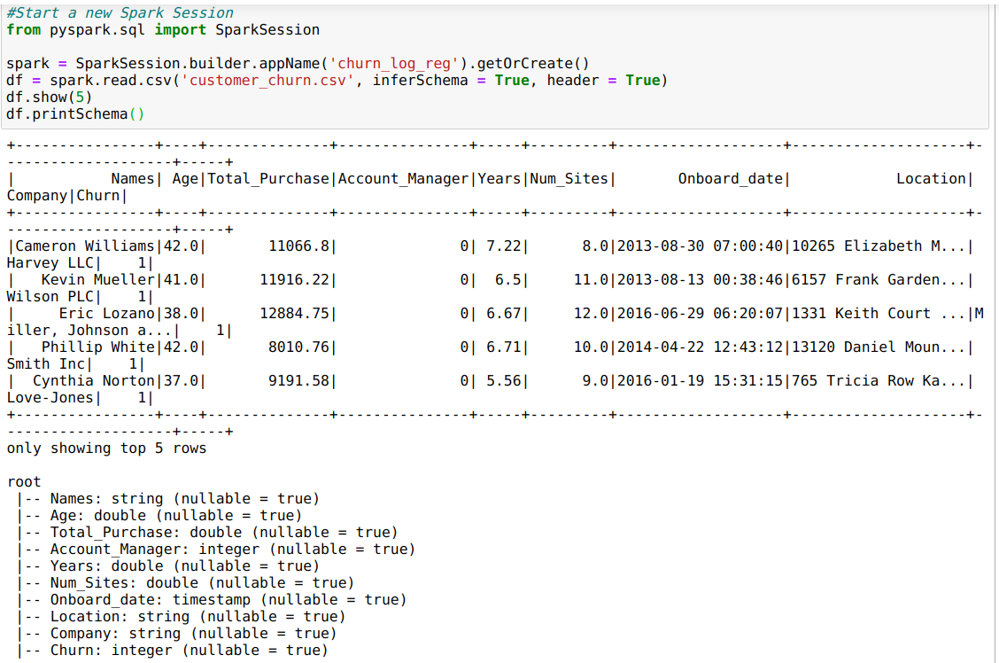 #Start a new Spark Session
from pyspark.sql import SparkSession

spark = SparkSession.builder.appName('churn_log_reg').getOrCreate()
df = spark.read.csv('customer_churn.csv', inferSchema = True, header = True)
df.show(5)
df.printSchema()
+----------------+----+--------------+---------------+-----+---------+-------------------+--------------------+-
-------------------+-----+
|           Names| Age|Total_Purchase|Account_Manager|Years|Num_Sites|       Onboard_date|            Location|
Company|Churn|
+----------------+----+--------------+---------------+-----+---------+-------------------+--------------------+-
-------------------+-----+
|Cameron Williams|42.0|       11066.8|              0| 7.22|      8.0|2013-08-30 07:00:40|10265 Elizabeth M...|
Harvey LLC|    1|
|   Kevin Mueller|41.0|      11916.22|              0|  6.5|     11.0|2013-08-13 00:38:46|6157 Frank Garden...|
Wilson PLC|    1|
|     Eric Lozano|38.0|      12884.75|              0| 6.67|     12.0|2016-06-29 06:20:07|1331 Keith Court ...|M
iller, Johnson a...|    1|
|   Phillip White|42.0|       8010.76|              0| 6.71|     10.0|2014-04-22 12:43:12|13120 Daniel Moun...|
Smith Inc|    1|
|  Cynthia Norton|37.0|       9191.58|              0| 5.56|      9.0|2016-01-19 15:31:15|765 Tricia Row Ka...|
Love-Jones|    1|
+----------------+----+--------------+---------------+-----+---------+-------------------+--------------------+-
-------------------+-----+
only showing top 5 rows

root
 |-- Names: string (nullable = true)
 |-- Age: double (nullable = true)
 |-- Total_Purchase: double (nullable = true)
 |-- Account_Manager: integer (nullable = true)
 |-- Years: double (nullable = true)
 |-- Num_Sites: double (nullable = true)
 |-- Onboard_date: timestamp (nullable = true)
 |-- Location: string (nullable = true)
 |-- Company: string (nullable = true)
 |-- Churn: integer (nullable = true)